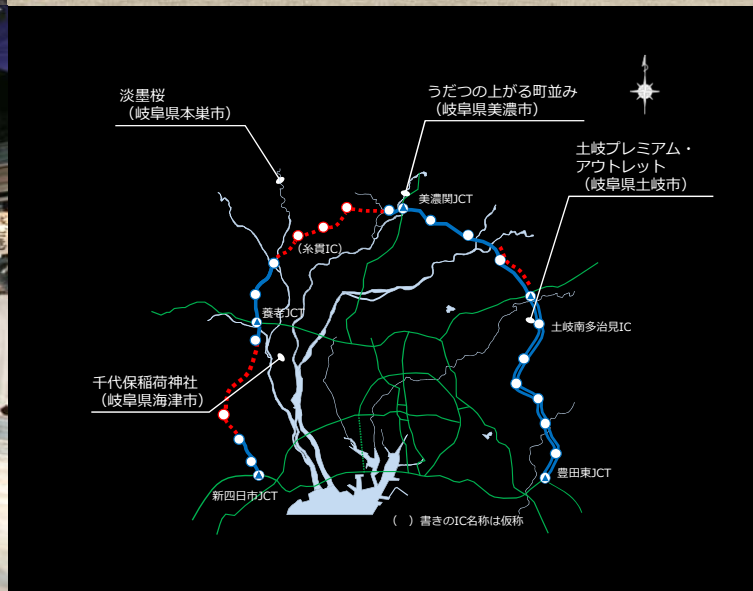 淡墨桜
（岐阜県本巣市）
うだつの上がる町並み
（岐阜県美濃市）
土岐プレミアム・
アウトレット
（岐阜県土岐市）
美濃関JCT
（糸貫IC）
養老JCT
土岐南多治見IC
千代保稲荷神社
（岐阜県海津市）
新四日市JCT
豊田東JCT
（　）書きのIC名称は仮称